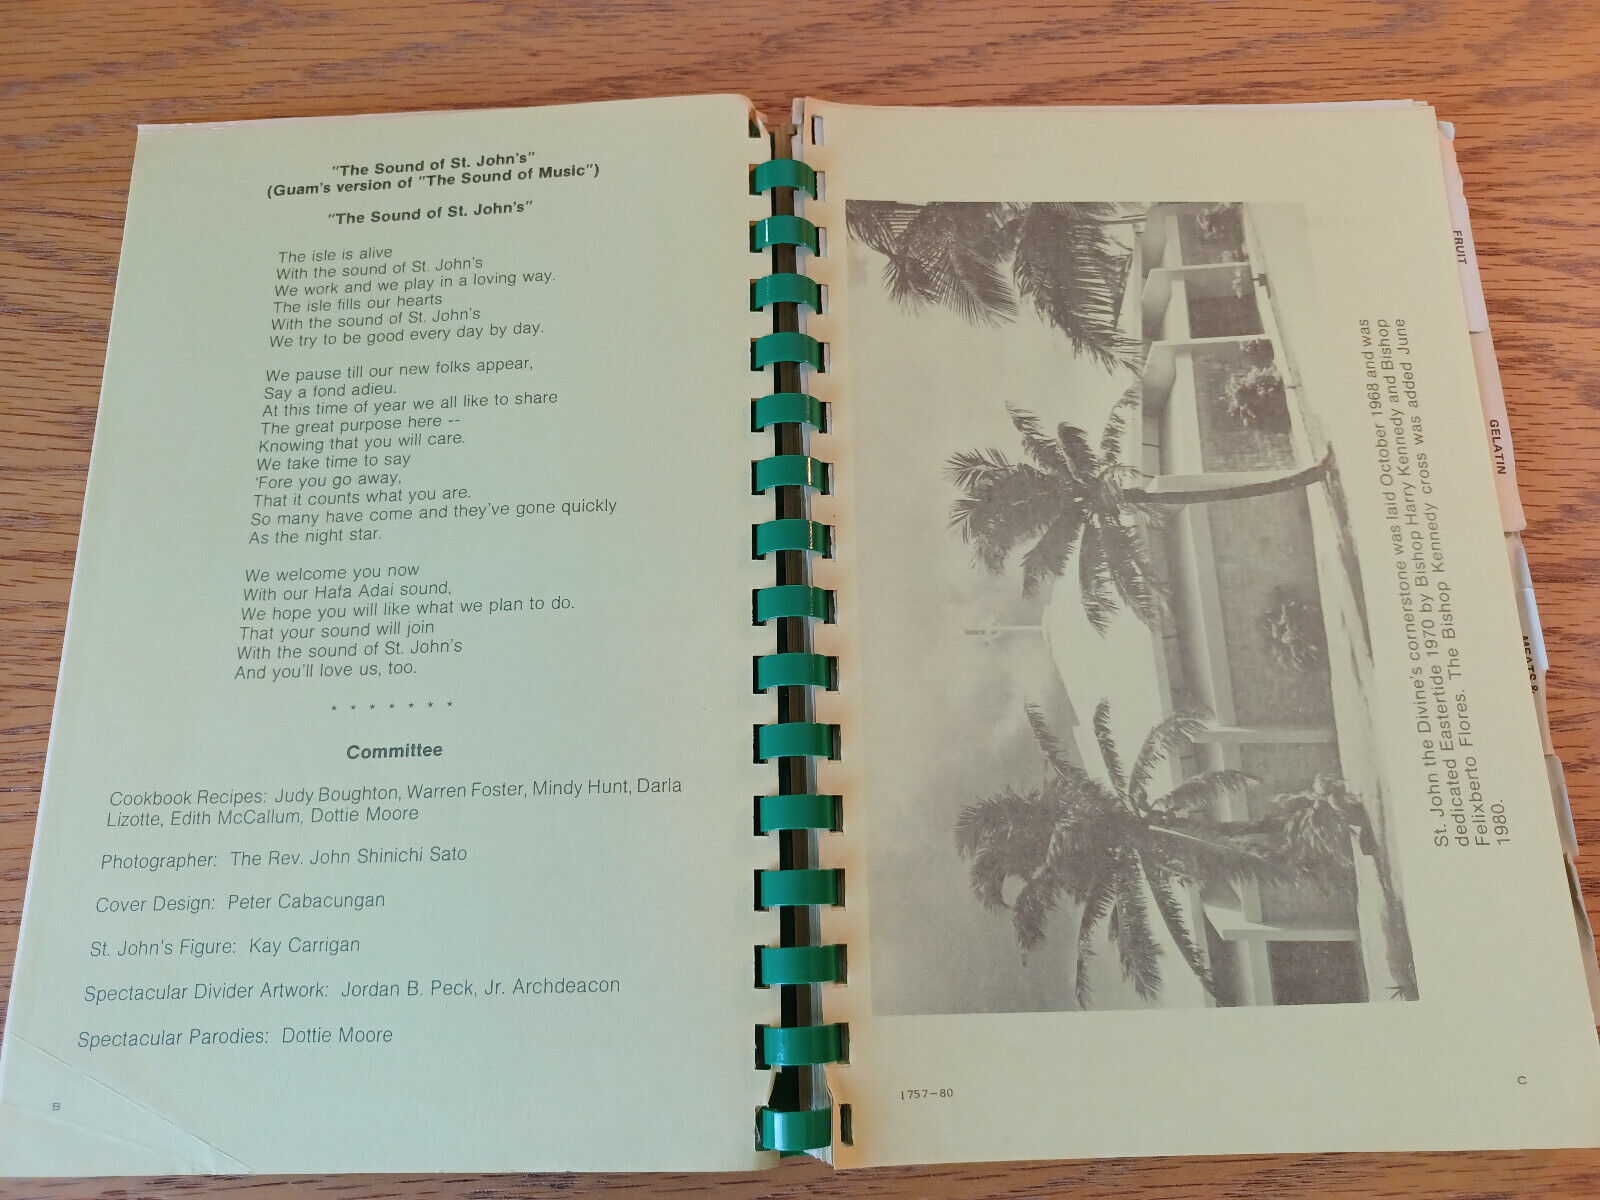 "The Sound of St. John's"
(Guam's version of "The Sound of Music")
"The Sound of St. John's"
The isle is alive
With the sound of St. John's
We work and we play in a loving way.
The isle fills our hearts
With the sound of St. John's
We try to be good every day by day.
We pause till our new folks appear,
Say a fond adieu.
At this time of year we all like to share
The great purpose here --
Knowing that you will care.
We take time to say
'Fore you go away,
That it counts what you are.
So many have come and they've gone quickly
As the night star.
We welcome you now
With our Hafa Adai sound,
We hope you will like what we plan to do.
That your sound will join
With the sound of St. John's
And you'll love us, too.
* * * * * * *
Committee
Cookbook Recipes: Judy Boughton, Warren Foster, Mindy Hunt, Darla
Lizotte, Edith McCallum, Dottie Moore
Photographer: The Rev. John Shinichi Sato
Cover Design: Peter Cabacungan
St. John's Figure: Kay Carrigan
Spectacular Divider Artwork: Jordan B. Peck, Jr. Archdeacon
Spectacular Parodies: Dottie Moore
B
St. John the Divine's cornerstone was laid October 1968 and was
dedicated Eastertide 1970 by Bishop Harry Kennedy and Bishop
Felixberto Flores. The Bishop Kennedy cross was added June
1980.
1757-80
C
FRUIT
GELATIN
MEATS &